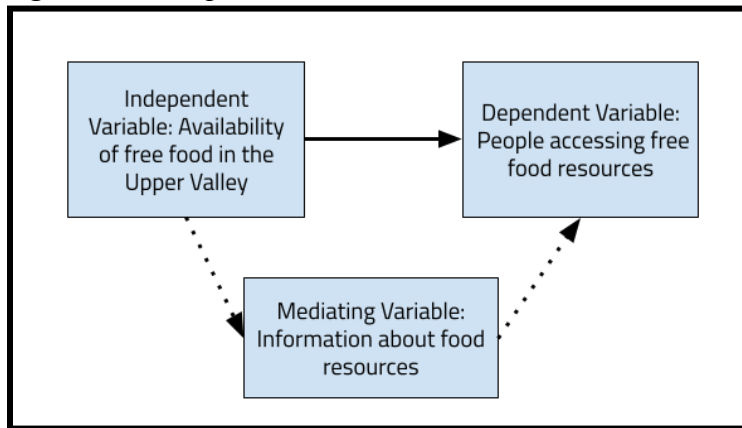 Independent
Variable: Availability
of free food in the
Upper Valley
Dependent Variable:
People accessing free
food resources
Mediating Variable:
Information about food
resources